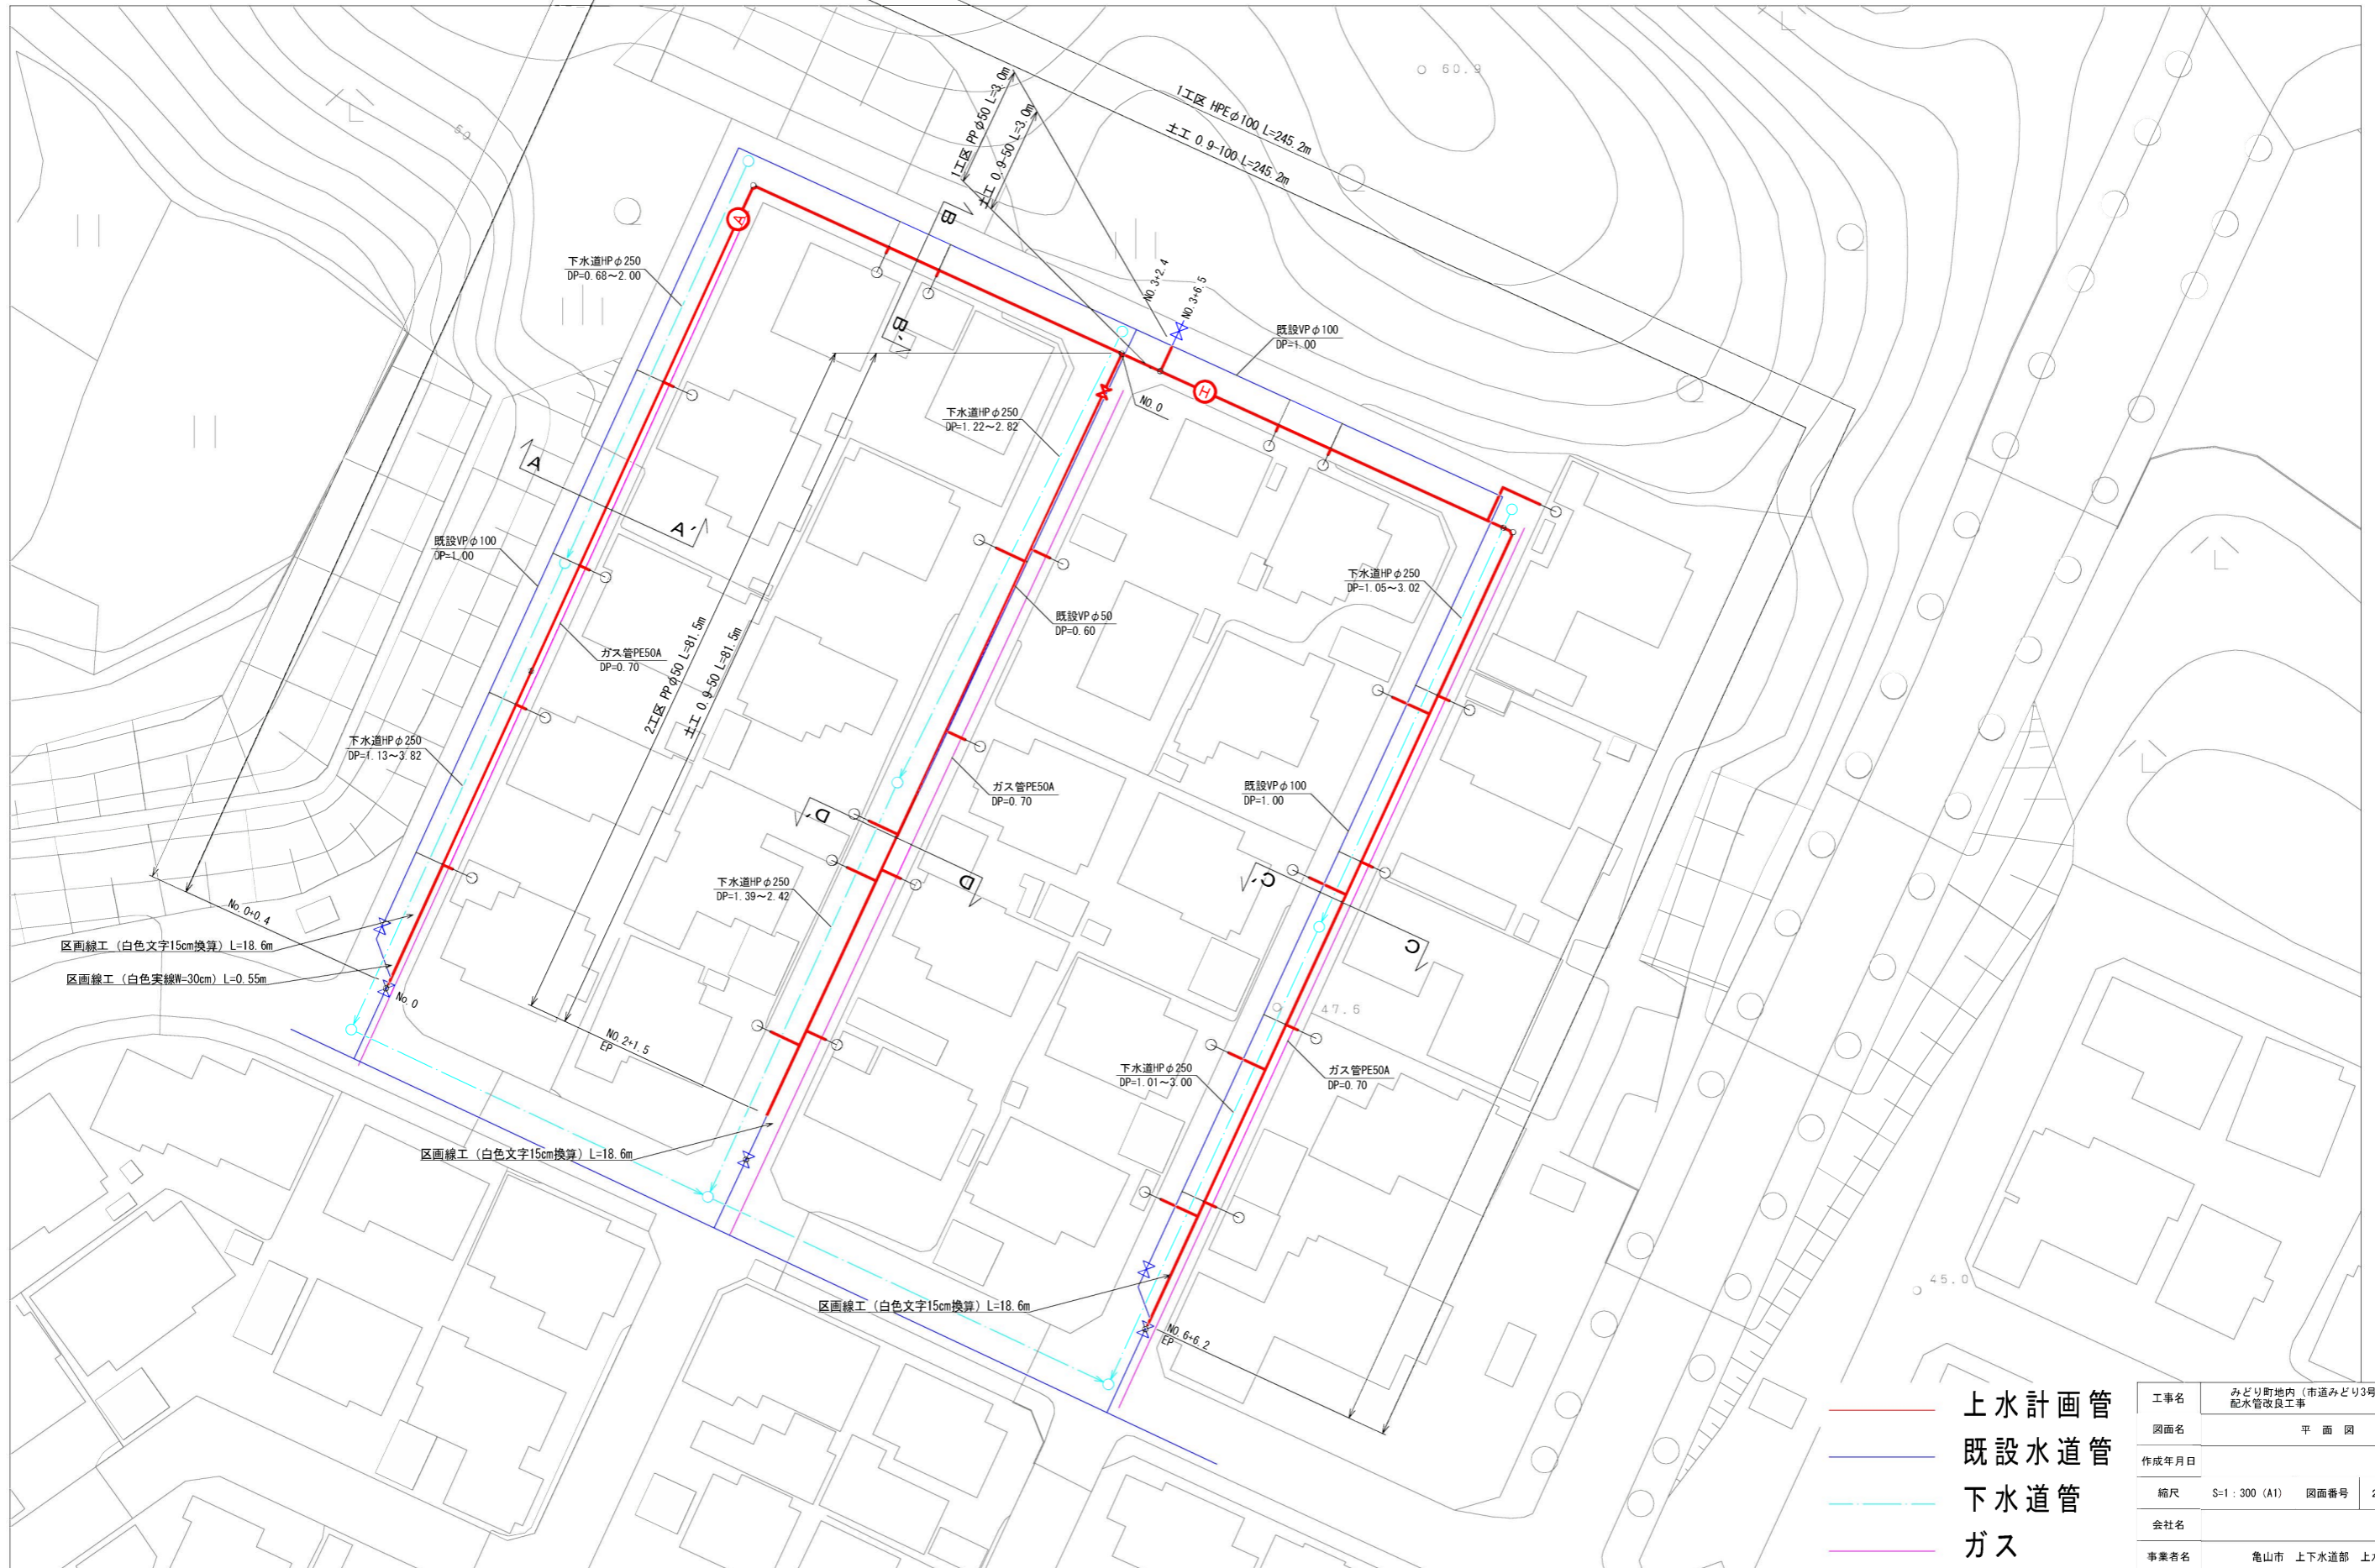 60.9
50
1工区 HPEφ100 L=245.2m
土工 0.9-100 L=245.2m
1工区 PPφ50 L=3.0m
土工 0.9-50 L=3.0m
A
B
B'
下水道HPφ250
DP=0.68~2.00
NO.3+2.4
NO.3+6.5
既設VPφ100
DP=1.00
H
NO.0
下水道HPφ250
DP=1.22~2.82
A
A'
既設VPφ100
DP=1.00
下水道HPφ250
DP=1.05~3.02
既設VPφ50
DP=0.60
ガス管PE50A
DP=0.70
2工区 PPφ50 L=81.5m
土工 0.9-50 L=81.5m
下水道HPφ250
DP=1.13~3.82
ガス管PE50A
DP=0.70
既設VPφ100
DP=1.00
D'
D
下水道HPφ250
DP=1.39~2.42
C'
C
No.0+0.4
区画線工（白色文字15cm換算）L=18.6m
区画線工（白色実線W=30cm）L=0.55m
No.0
47.6
NO.2+1.5
EP
下水道HPφ250
DP=1.01~3.00
ガス管PE50A
DP=0.70
区画線工（白色文字15cm換算）L=18.6m
45.0
区画線工（白色文字15cm換算）L=18.6m
NO.6+6.2
EP
上水計画管
既設水道管
下水道管
ガス
工事名 みどり町地内（市道みどり3号
配水管改良工事
図面名 平面図
作成年月日
縮尺 S=1：300（A1） 図面番号 2
会社名
事業者名 亀山市 上下水道部 上